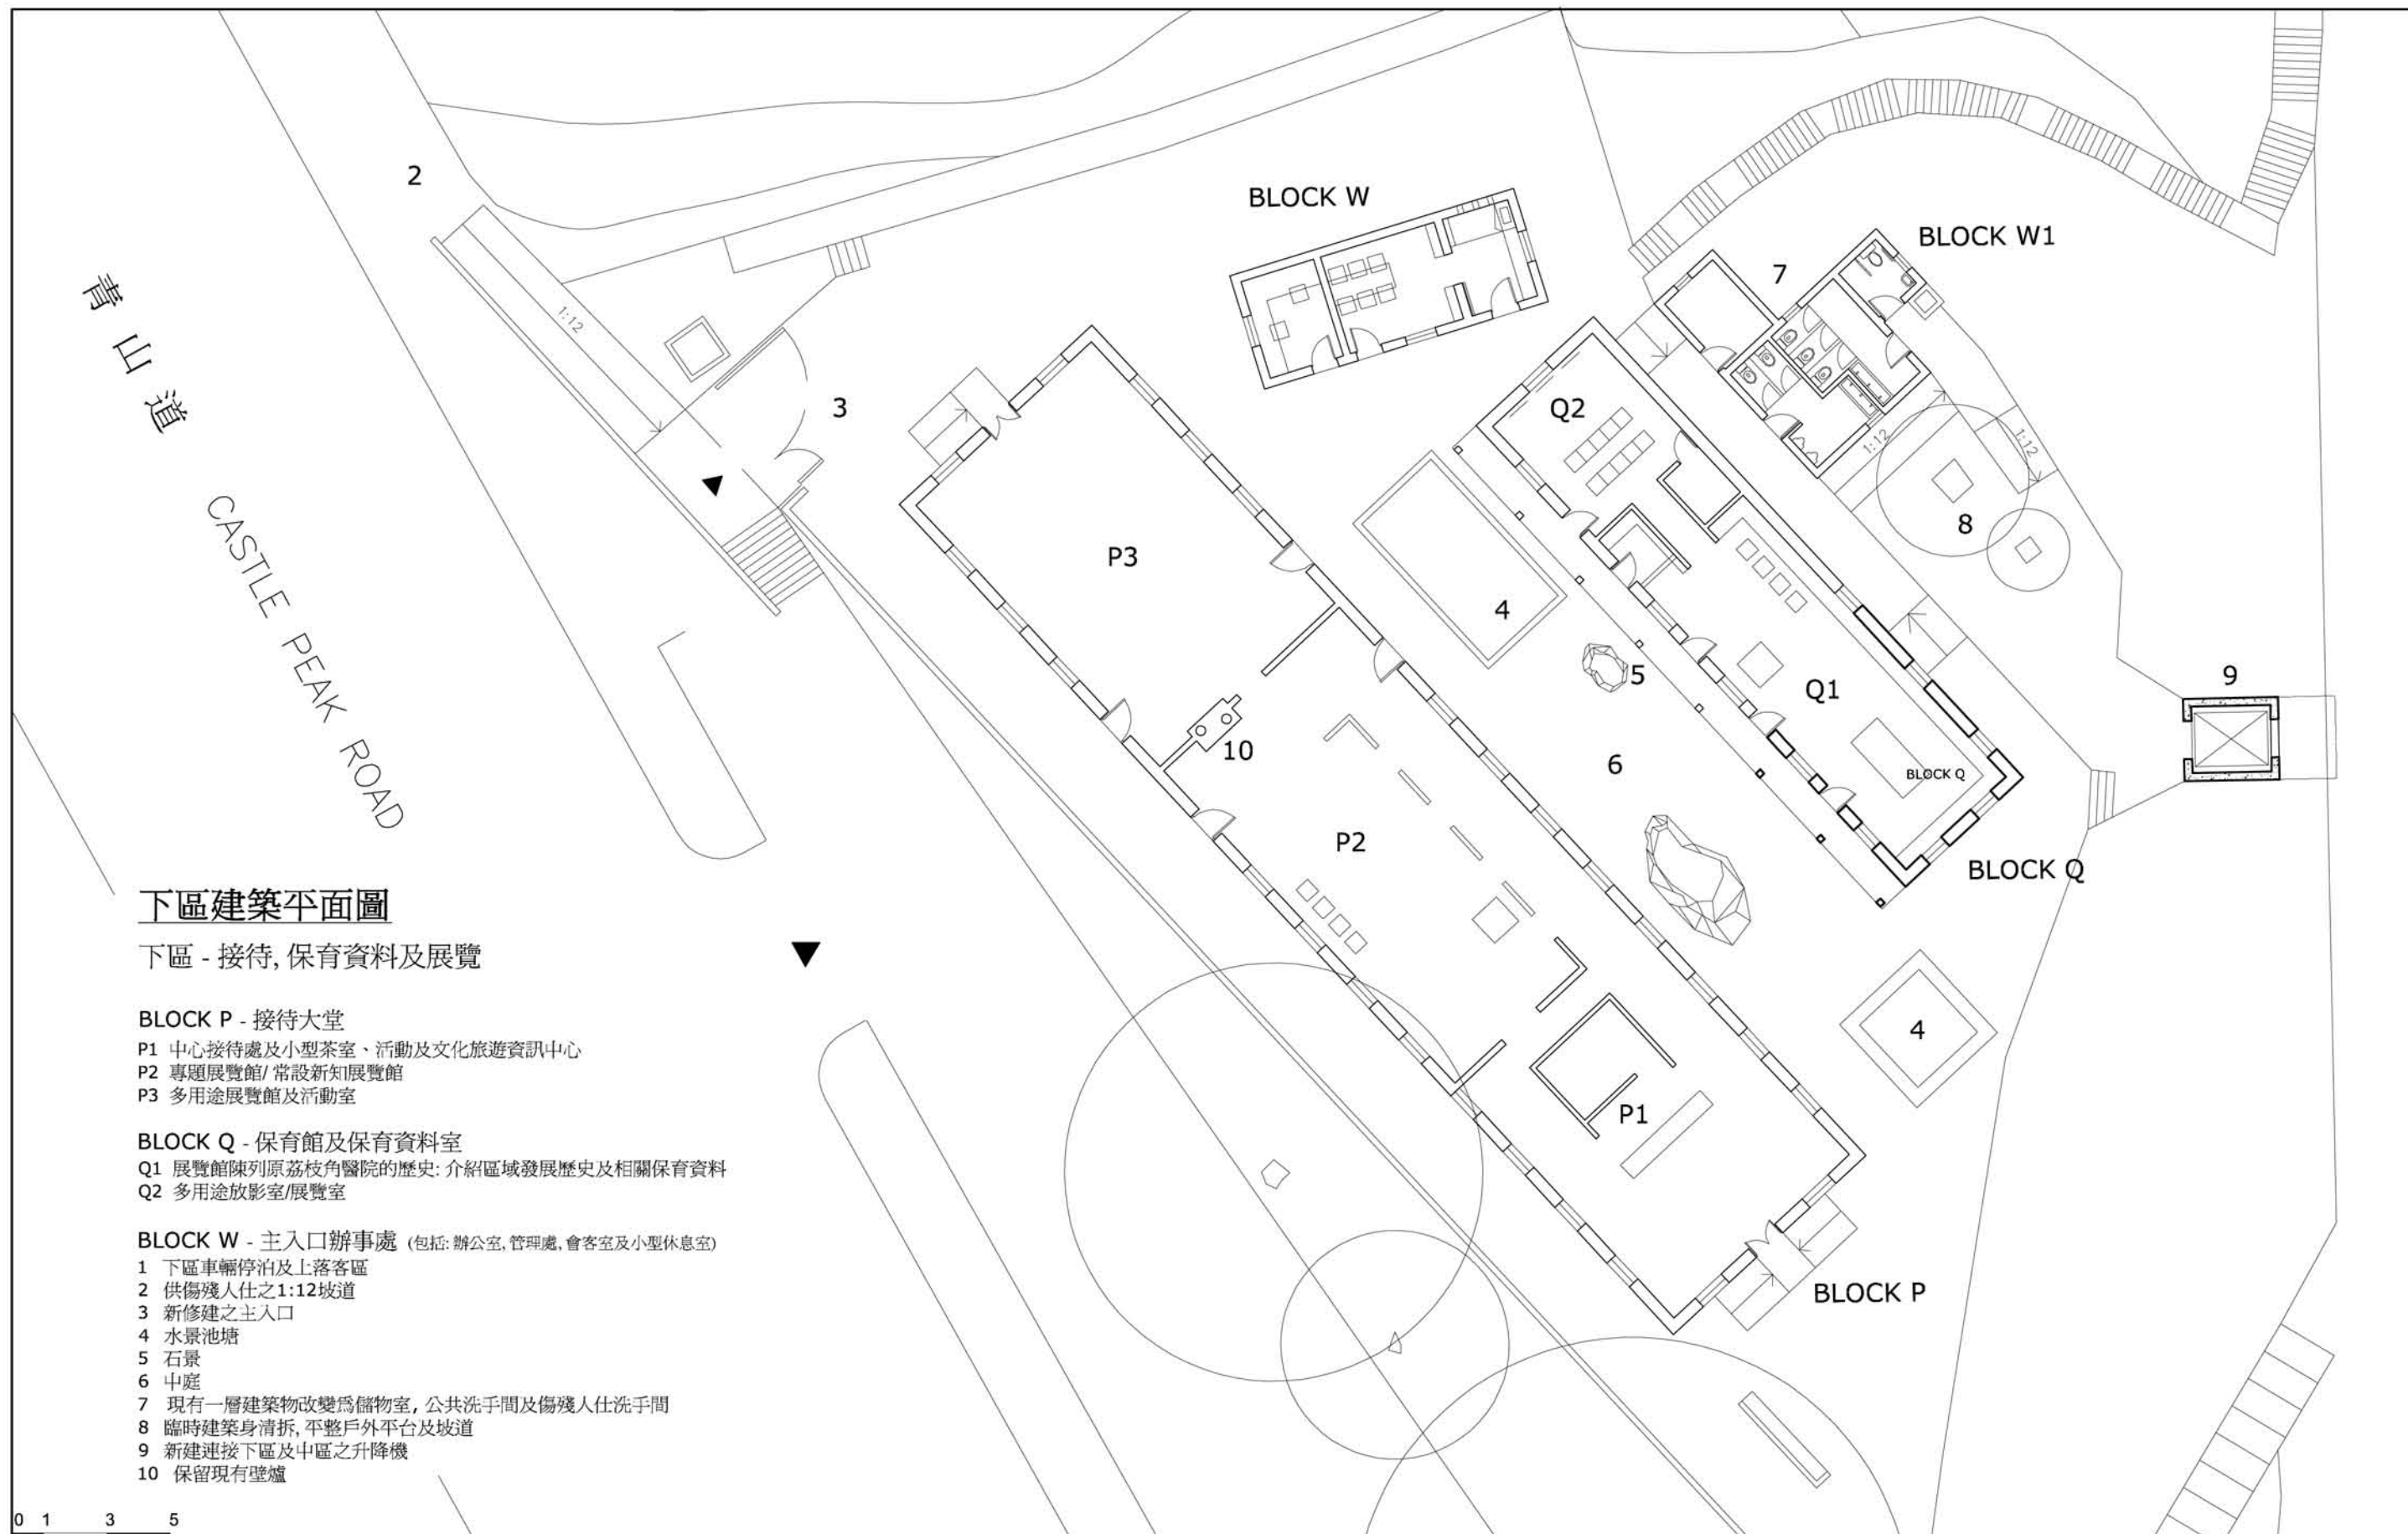 下區建築平面圖
下區 - 接待, 保育資料及展覽
BLOCK P - 接待大堂
P1 中心接待處及小型茶室、活動及文化旅遊資訊中心
P2 專題展覽館/ 常設新知展覽館
P3 多用途展覽館及活動室
BLOCK Q - 保育館及保育資料室
Q1 展覽館陳列原荔枝角醫院的歷史: 介紹區域發展歷史及相關保育資料
Q2 多用途放影室/展覽室
BLOCK W - 主入口辦事處 (包括: 辦公室, 管理處, 會客室及小型休息室)
1 下區車輛停泊及上落客區
2 供傷殘人仕之1:12坡道
3 新修建之主入口
4 水景池塘
5 石景
6 中庭
7 現有一層建築物改變爲儲物室, 公共洗手間及傷殘人仕洗手間
8 臨時建築身清拆, 平整戶外平台及坡道
9 新建連接下區及中區之升降機
10 保留現有壁爐
0 1 3 5
青山道 CASTLE PEAK ROAD
2
1:12
3
BLOCK W
BLOCK W1
7
Q2
1:12
1:12
8
P3
4
5
Q1
9
10
6
BLOCK Q
P2
BLOCK Q
4
P1
BLOCK P